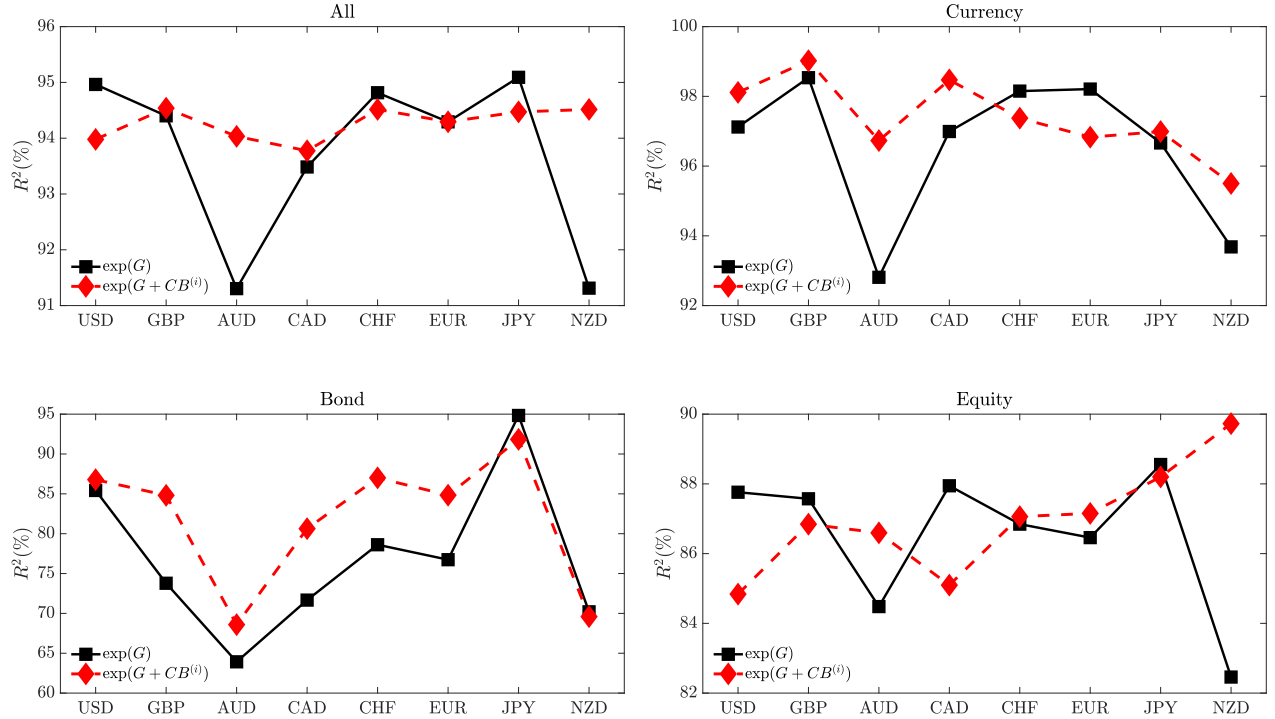 All
96
95
94
93
92
91
R²(%)
exp(G)
exp(G + CB⁽ⁱ⁾)
USD GBP AUD CAD CHF EUR JPY NZD
Currency
100
98
96
94
92
R²(%)
exp(G)
exp(G + CB⁽ⁱ⁾)
USD GBP AUD CAD CHF EUR JPY NZD
Bond
95
90
85
80
75
70
65
60
R²(%)
exp(G)
exp(G + CB⁽ⁱ⁾)
USD GBP AUD CAD CHF EUR JPY NZD
Equity
90
88
86
84
82
R²(%)
exp(G)
exp(G + CB⁽ⁱ⁾)
USD GBP AUD CAD CHF EUR JPY NZD